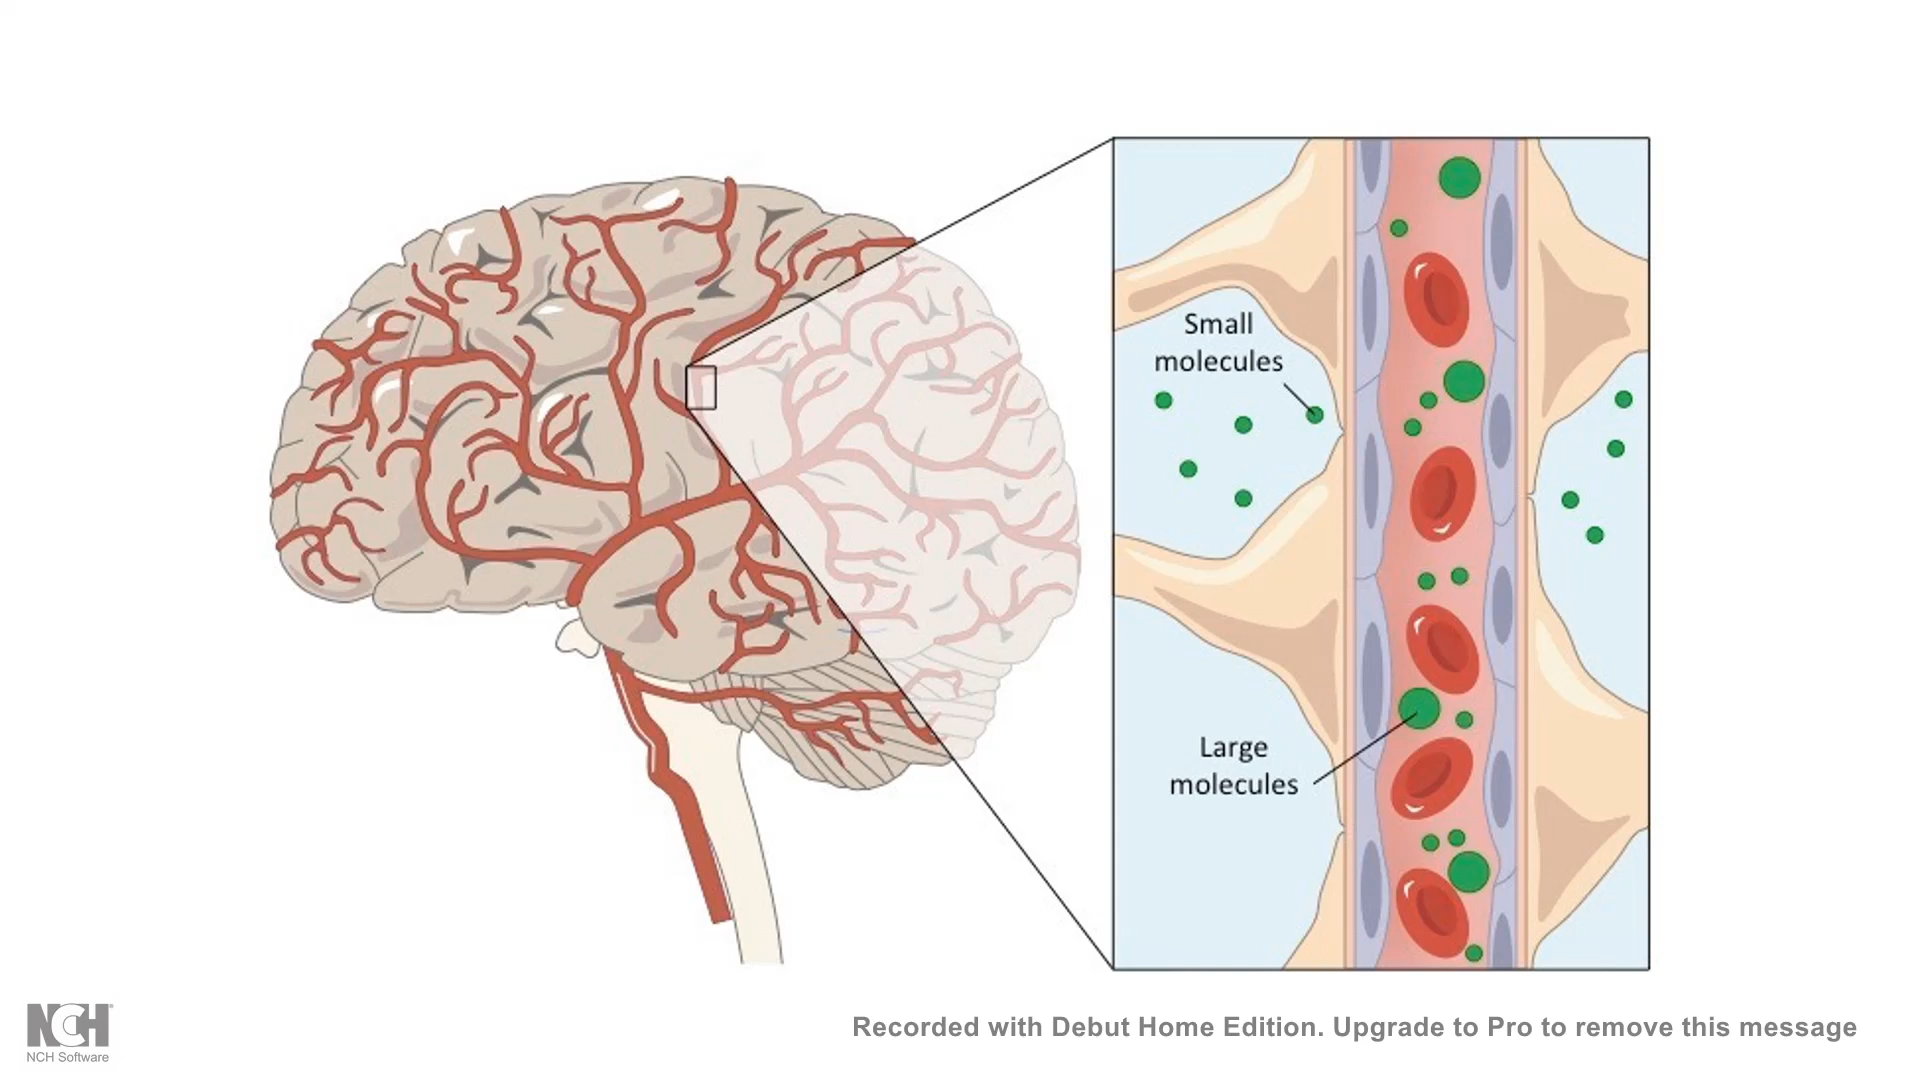 Small
molecules
Large
molecules
NCH
NCH Software
Recorded with Debut Home Edition. Upgrade to Pro to remove this message